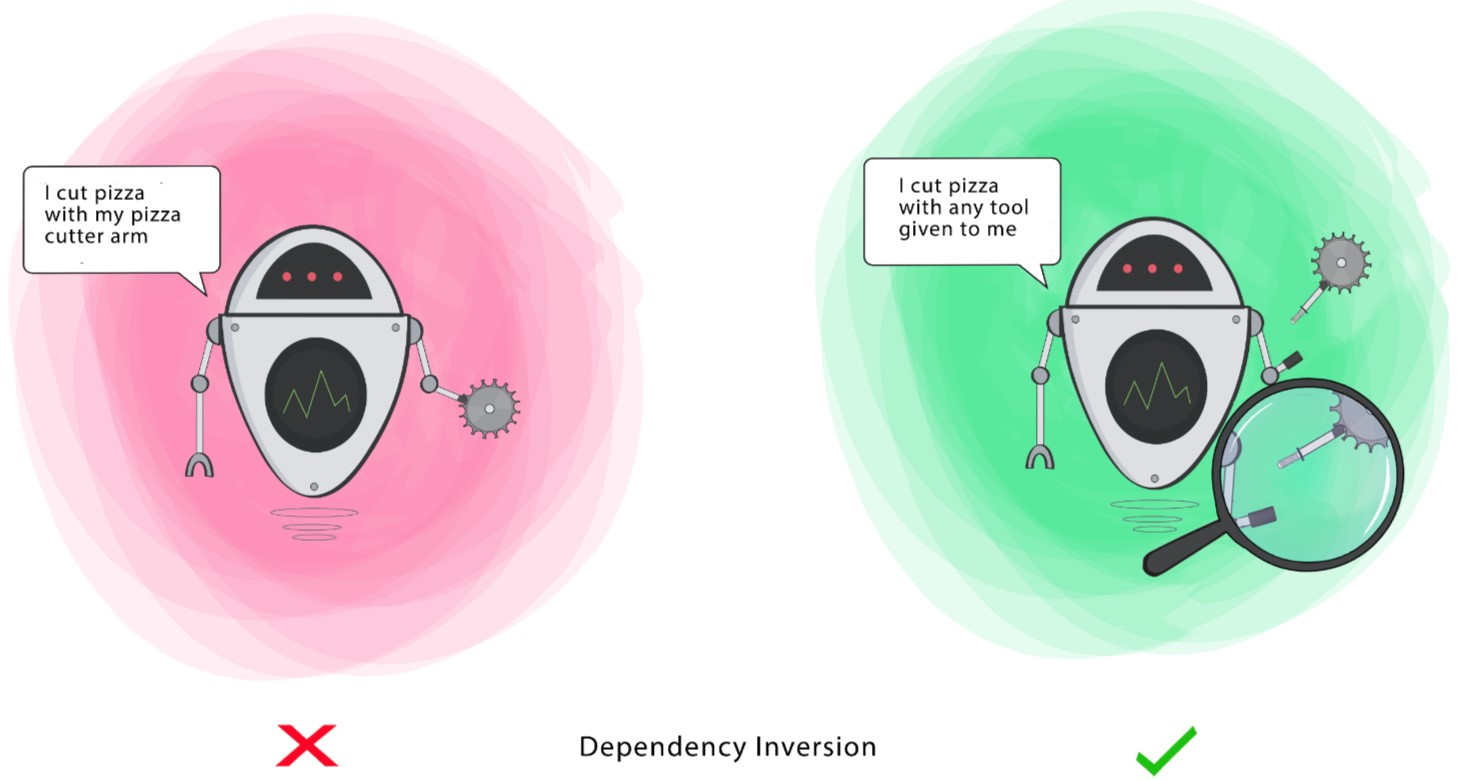 I cut pizza
with my pizza
cutter arm
I cut pizza
with any tool
given to me
Dependency Inversion